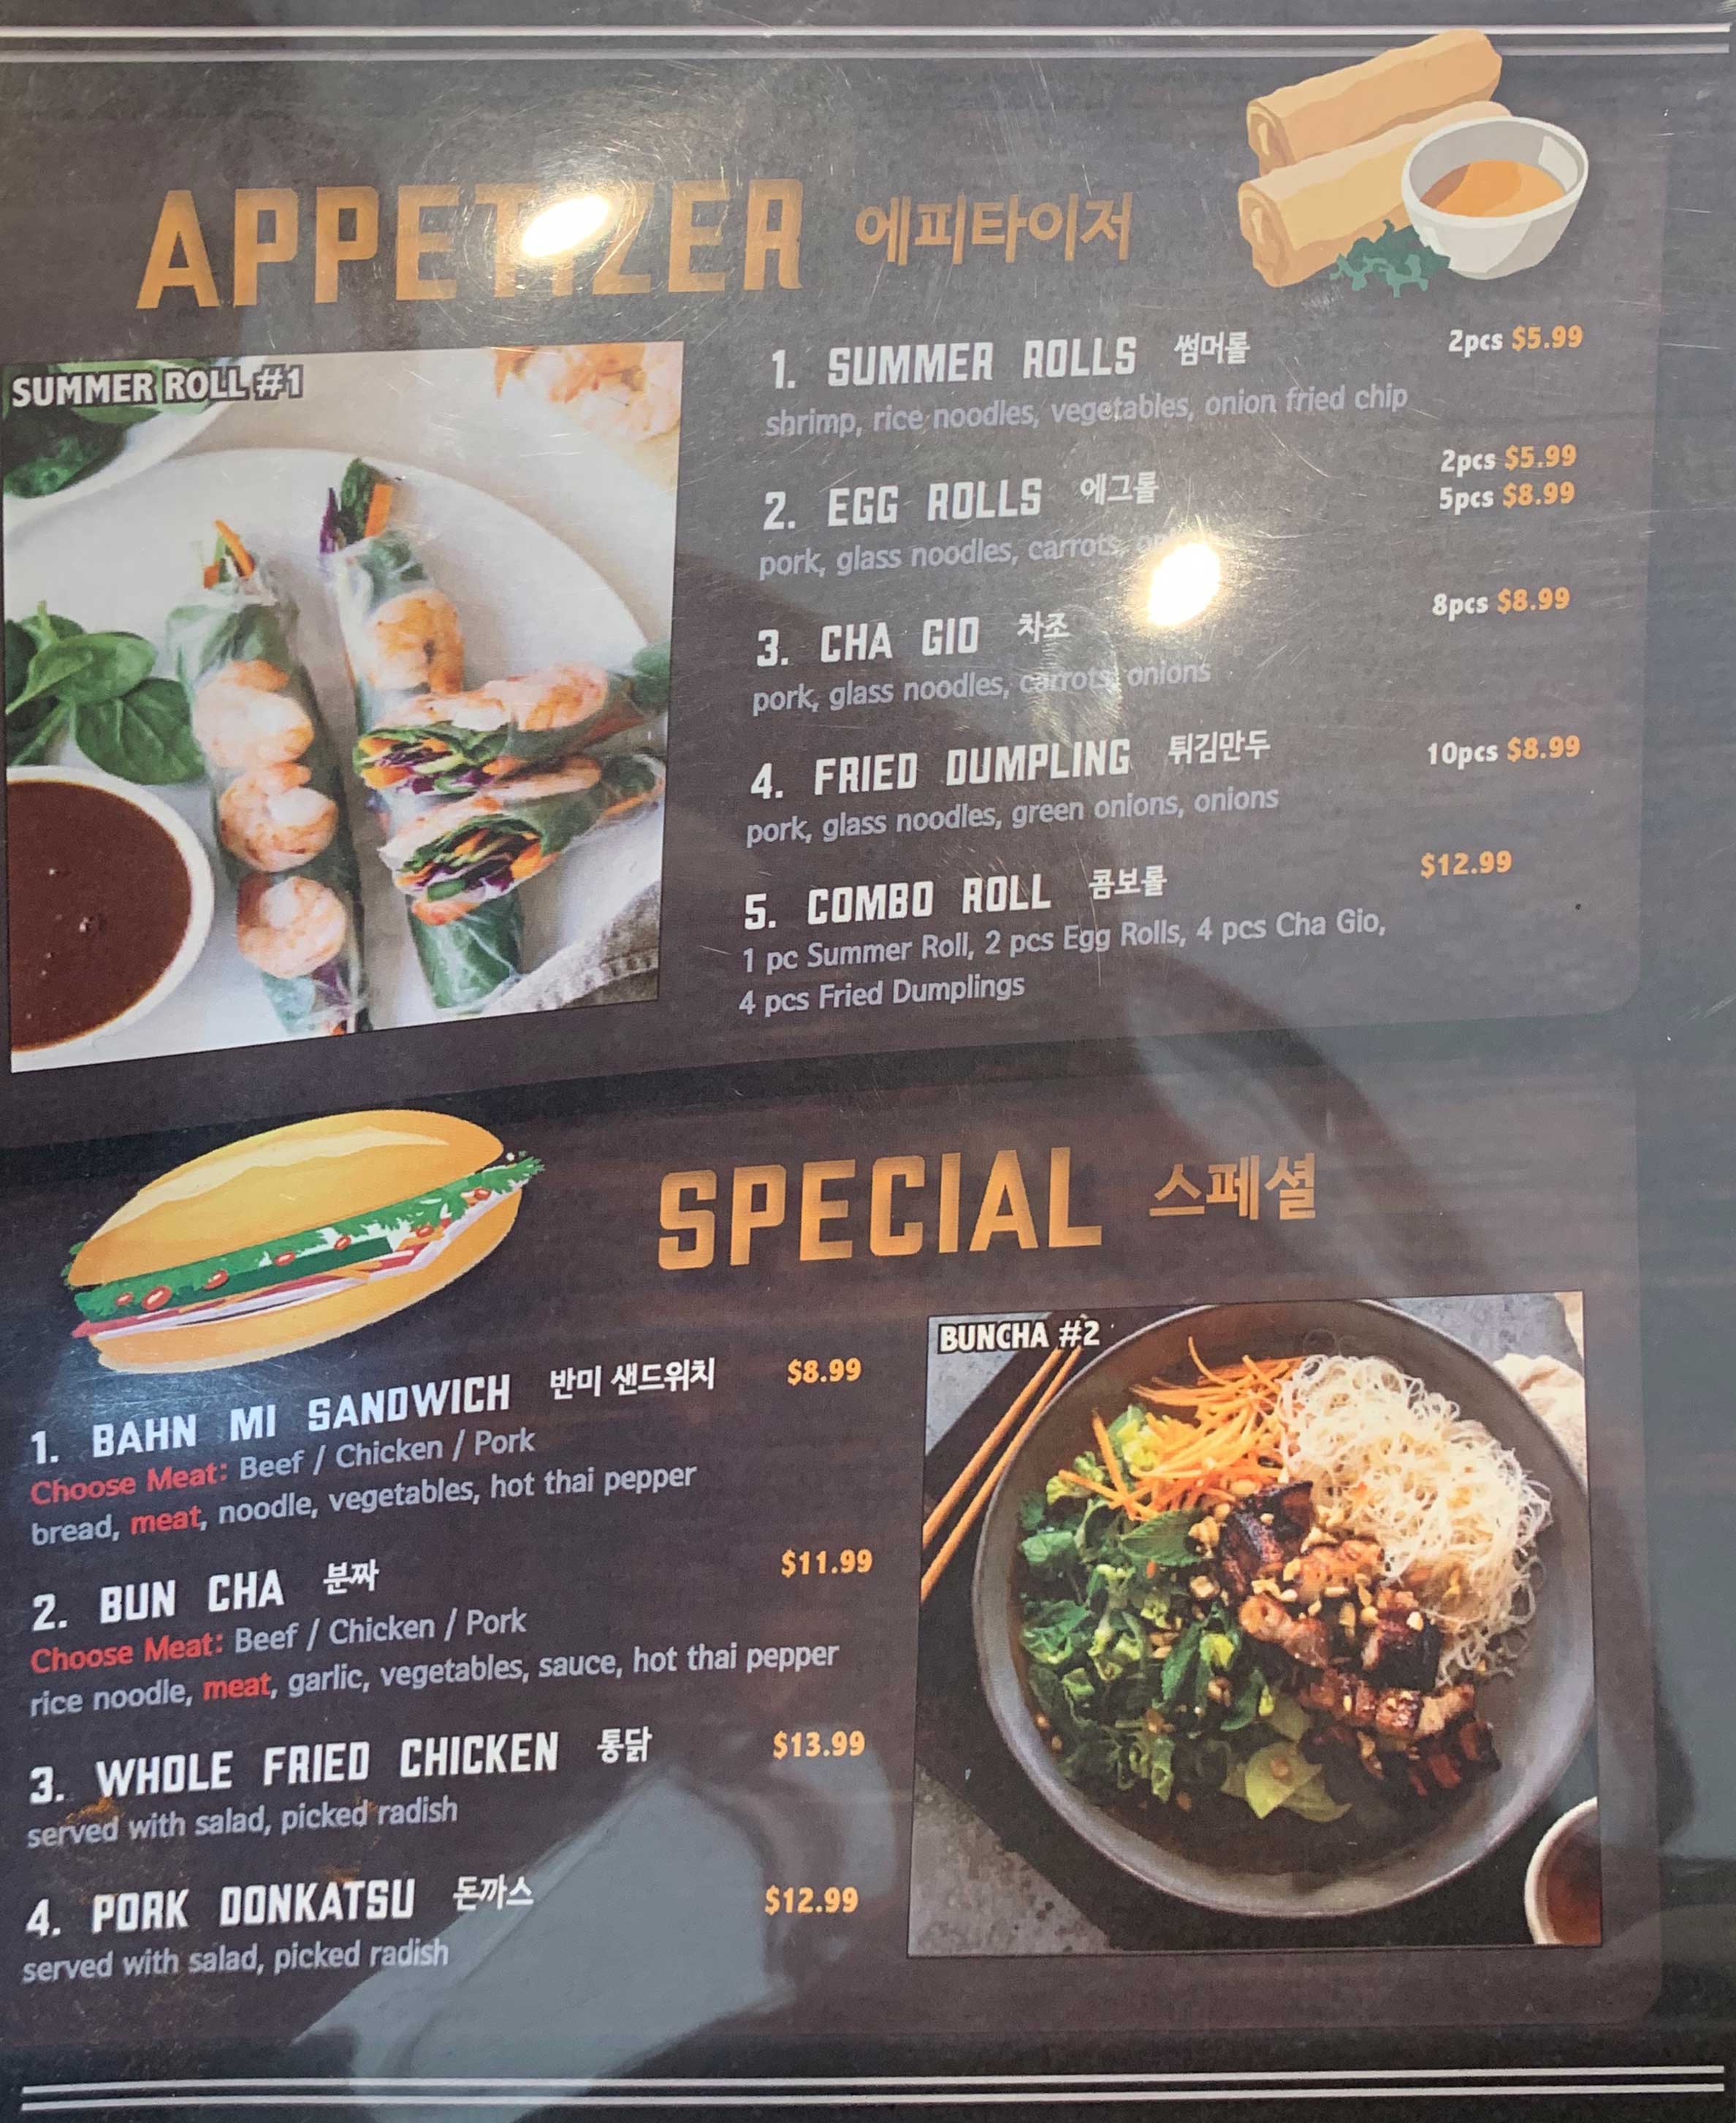 APPETIZER 에피타이저
SUMMER ROLL #1
1. SUMMER ROLLS 썸머롤 2pcs $5.99
shrimp, rice noodles, vegetables, onion fried chip
2. EGG ROLLS 에그롤 2pcs $5.99
5pcs $8.99
pork, glass noodles, carrots,
3. CHA GIO 차조 8pcs $8.99
pork, glass noodles, carrots, onions
4. FRIED DUMPLING 튀김만두 10pcs $8.99
pork, glass noodles, green onions, onions
5. COMBO ROLL 콤보롤 $12.99
1 pc Summer Roll, 2 pcs Egg Rolls, 4 pcs Cha Gio,
4 pcs Fried Dumplings
SPECIAL 스페셜
1. BAHN MI SANDWICH 반미 샌드위치 $8.99
Choose Meat: Beef / Chicken / Pork
bread, meat, noodle, vegetables, hot thai pepper
2. BUN CHA 분짜 $11.99
Choose Meat: Beef / Chicken / Pork
rice noodle, meat, garlic, vegetables, sauce, hot thai pepper
3. WHOLE FRIED CHICKEN 통닭 $13.99
served with salad, picked radish
4. PORK DONKATSU 돈까스 $12.99
served with salad, picked radish
BUNCHA #2